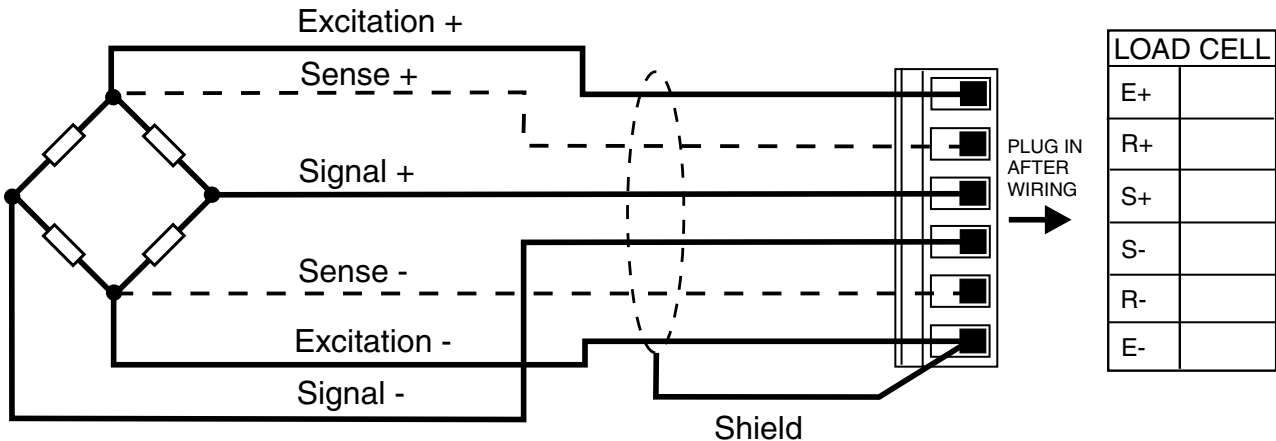 Excitation +
Sense +
Signal +
Sense -
Excitation -
Signal -
Shield
PLUG IN
AFTER
WIRING
LOAD CELL
E+
R+
S+
S-
R-
E-